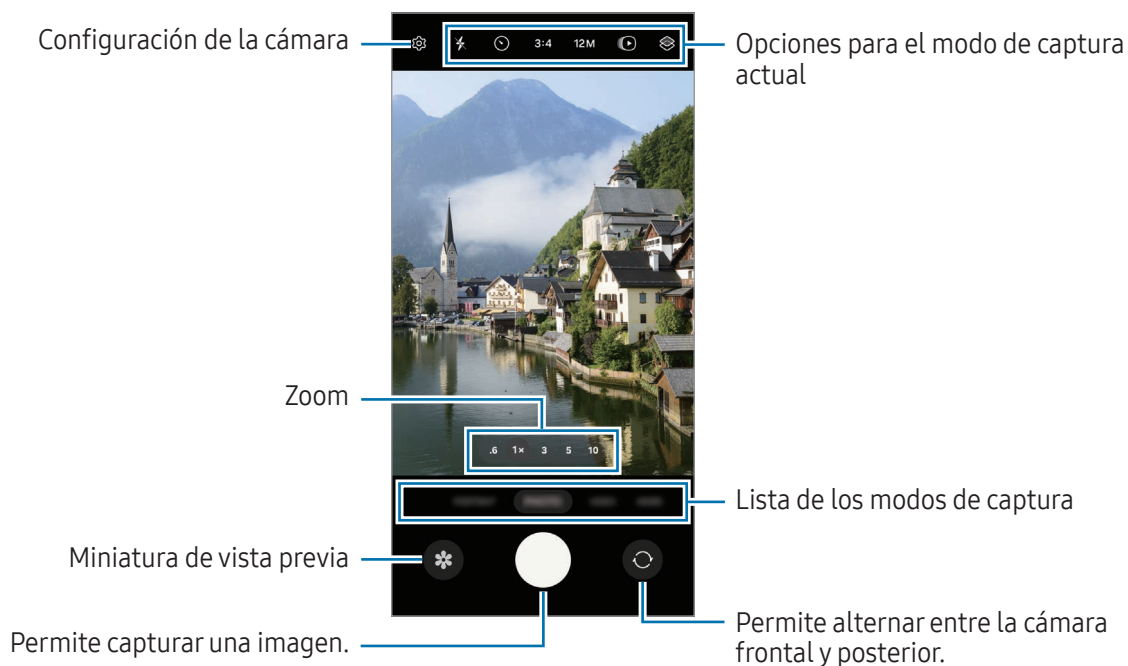 Configuración de la cámara
3:4
12M
Opciones para el modo de captura
actual
Zoom
.6 1× 3 5 10
Lista de los modos de captura
Miniatura de vista previa
Permite capturar una imagen.
Permite alternar entre la cámara
frontal y posterior.